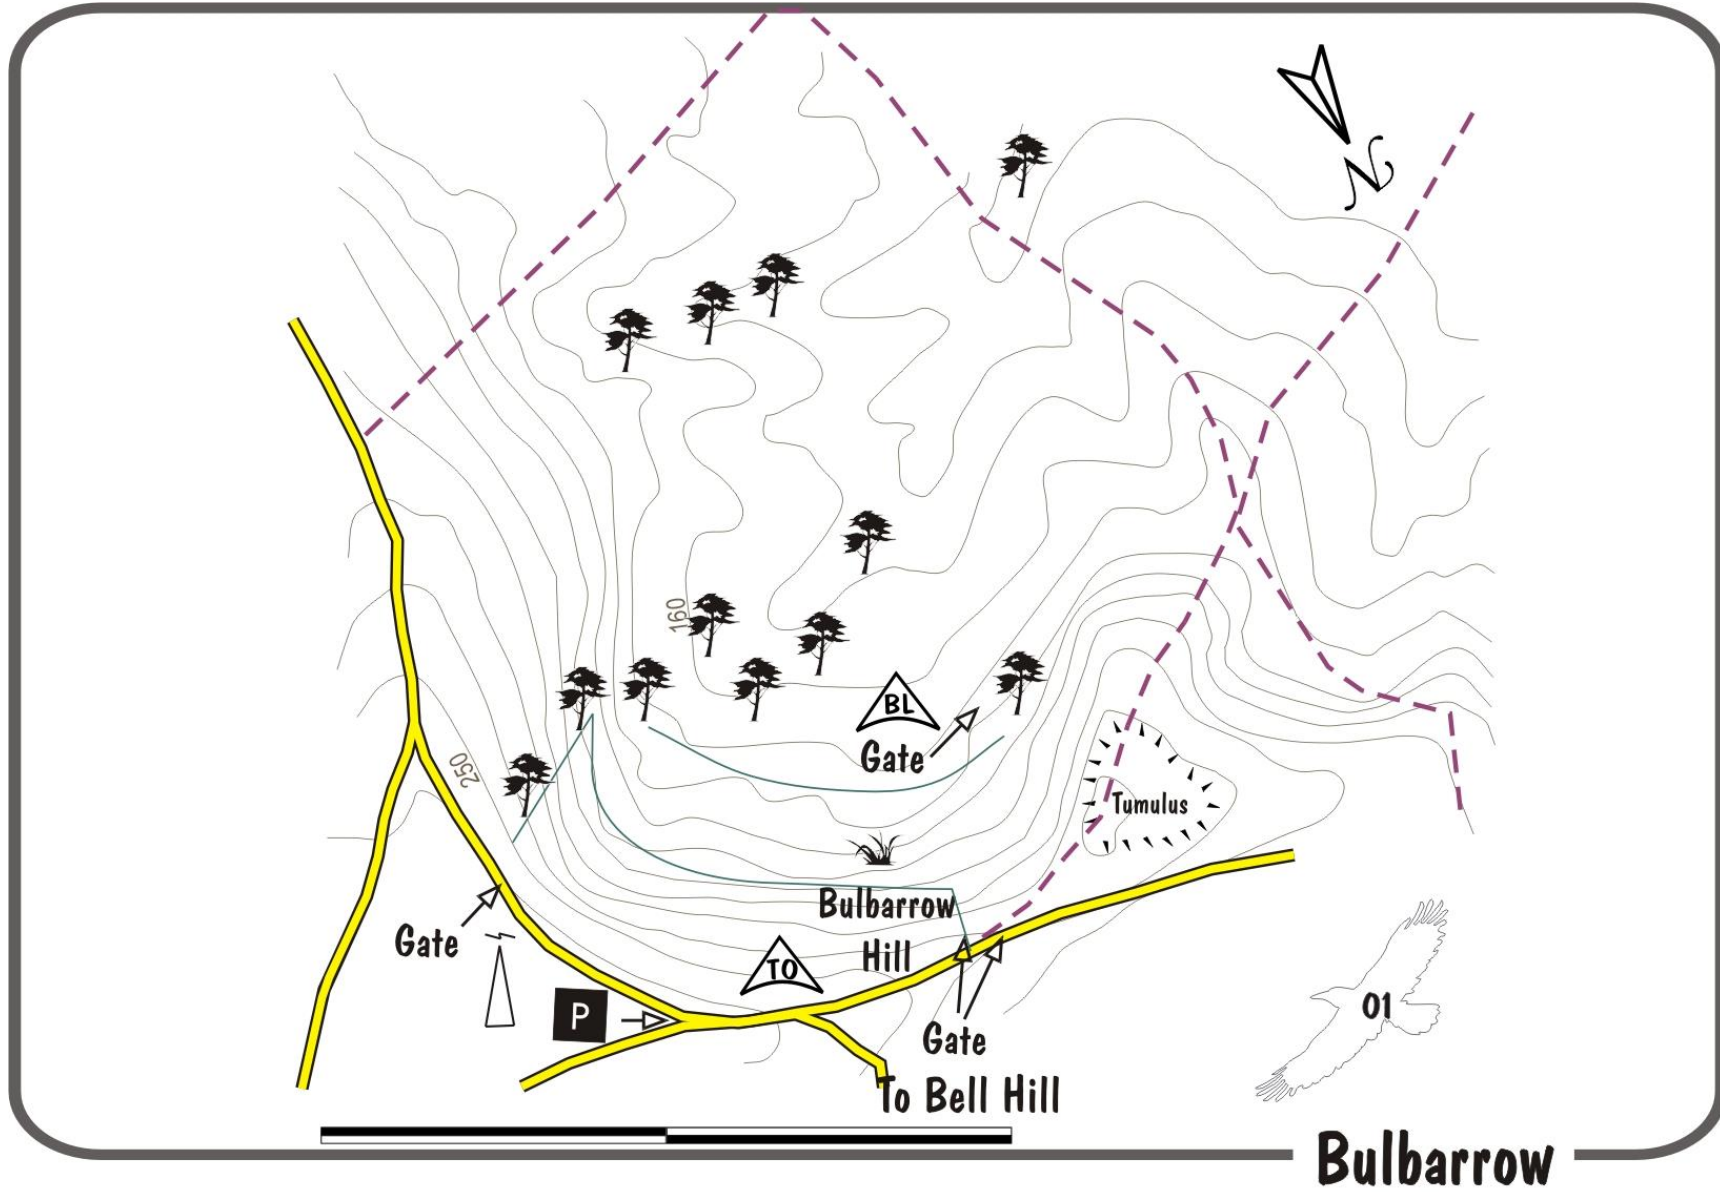 N
160
BL
Gate
250
Tumulus
Bulbarrow
Hill
Gate
TO
P
Gate
01
To Bell Hill
Bulbarrow